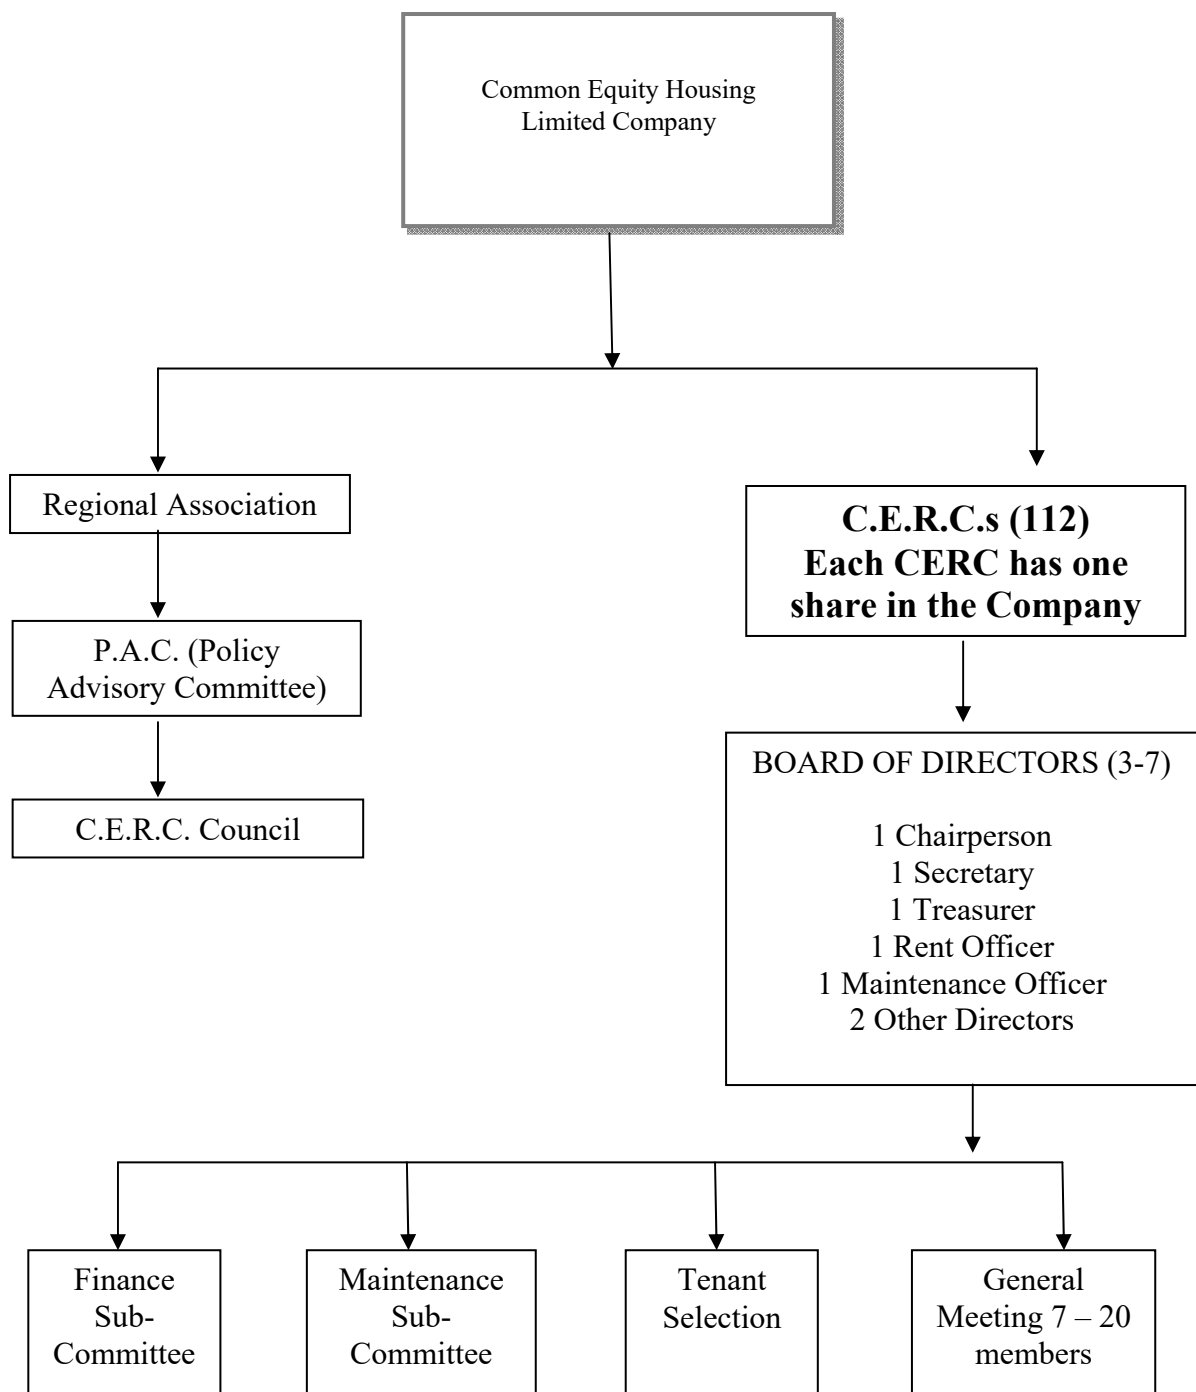 Common Equity Housing
Limited Company
Regional Association
C.E.R.C.s (112)
Each CERC has one
share in the Company
P.A.C. (Policy
Advisory Committee)
BOARD OF DIRECTORS (3-7)
C.E.R.C. Council
1 Chairperson
1 Secretary
1 Treasurer
1 Rent Officer
1 Maintenance Officer
2 Other Directors
Finance
Sub-
Committee
Maintenance
Sub-
Committee
Tenant
Selection
General
Meeting 7 – 20
members